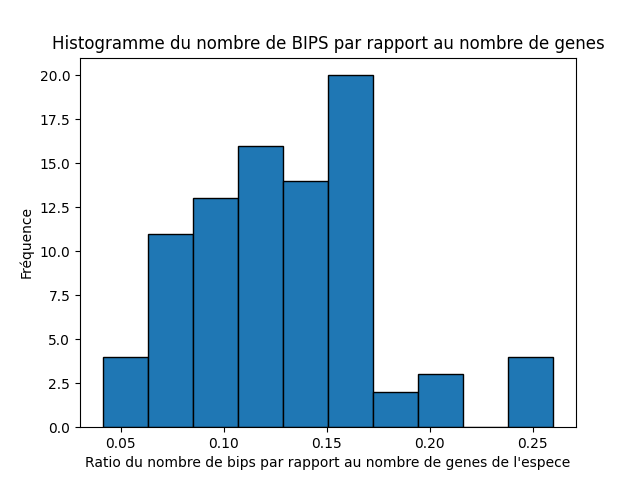 Histogramme du nombre de BIPS par rapport au nombre de genes
20.0
17.5
15.0
12.5
10.0
7.5
5.0
2.5
0.0
Fréquence
0.05 0.10 0.15 0.20 0.25
Ratio du nombre de bips par rapport au nombre de genes de l'espece